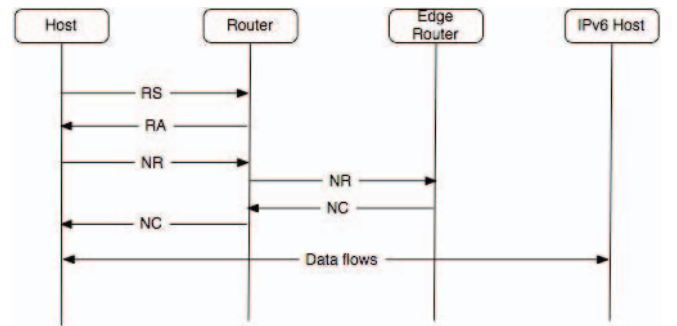 Host
Router
Edge
Router
IPv6 Host
RS
RA
NR
NR
NC
NC
Data flows